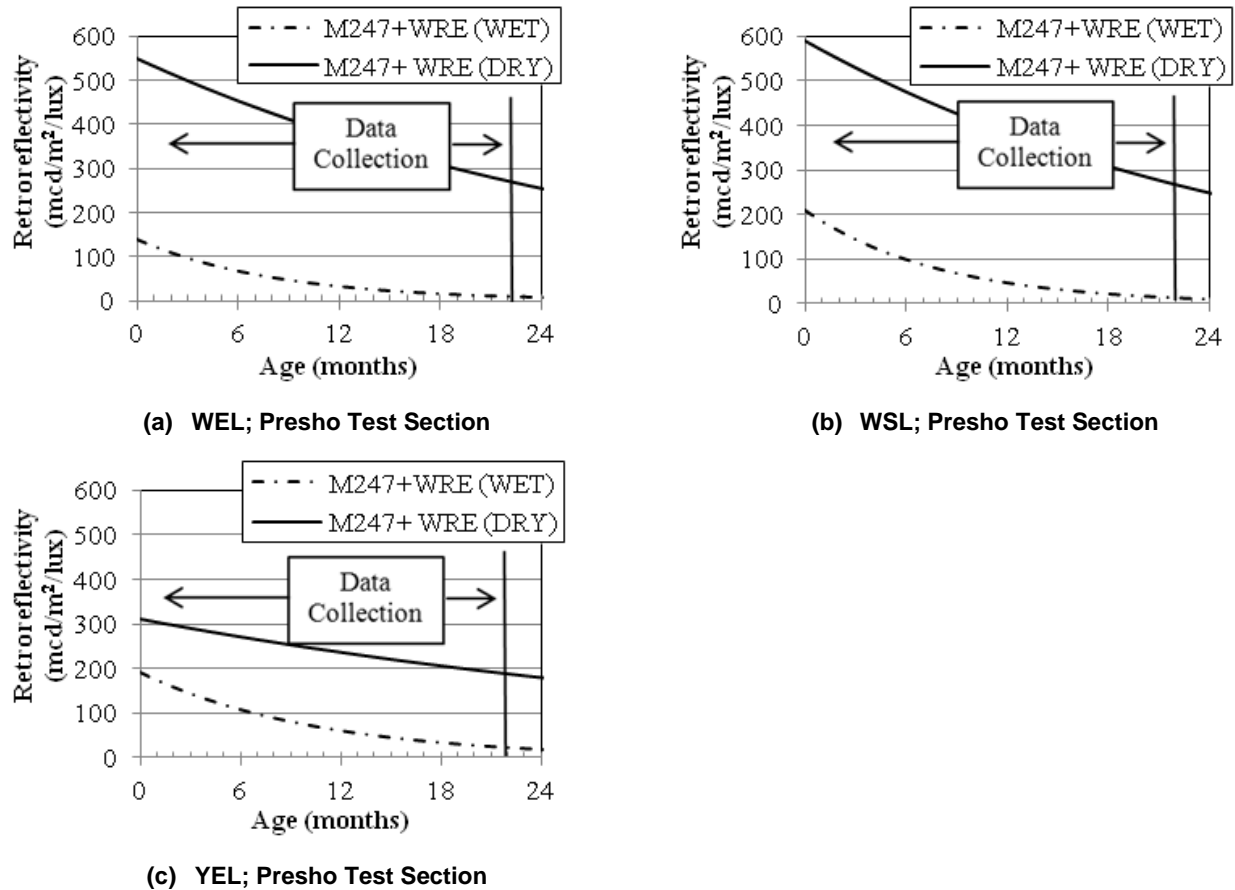 M247+WRE (WET)
M247+ WRE (DRY)
Retroreflectivity
(mcd/m²/lux)
600
500
400
300
200
100
0
Data
Collection
0 6 12 18 24
Age (months)
(a) WEL; Presho Test Section
M247+WRE (WET)
M247+ WRE (DRY)
Retroreflectivity
(mcd/m²/lux)
600
500
400
300
200
100
0
Data
Collection
0 6 12 18 24
Age (months)
(b) WSL; Presho Test Section
M247+WRE (WET)
M247+ WRE (DRY)
Retroreflectivity
(mcd/m²/lux)
600
500
400
300
200
100
0
Data
Collection
0 6 12 18 24
Age (months)
(c) YEL; Presho Test Section